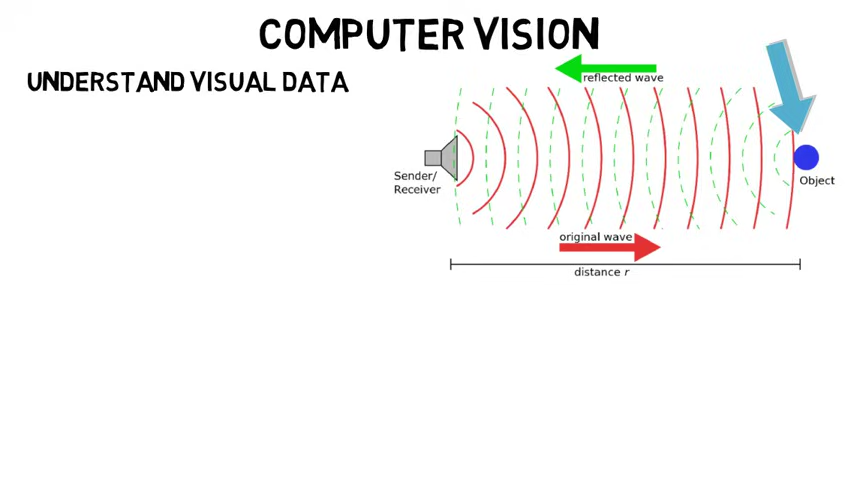 COMPUTER VISION
UNDERSTAND VISUAL DATA
reflected wave
Sender/
Receiver
Object
original wave
distance r